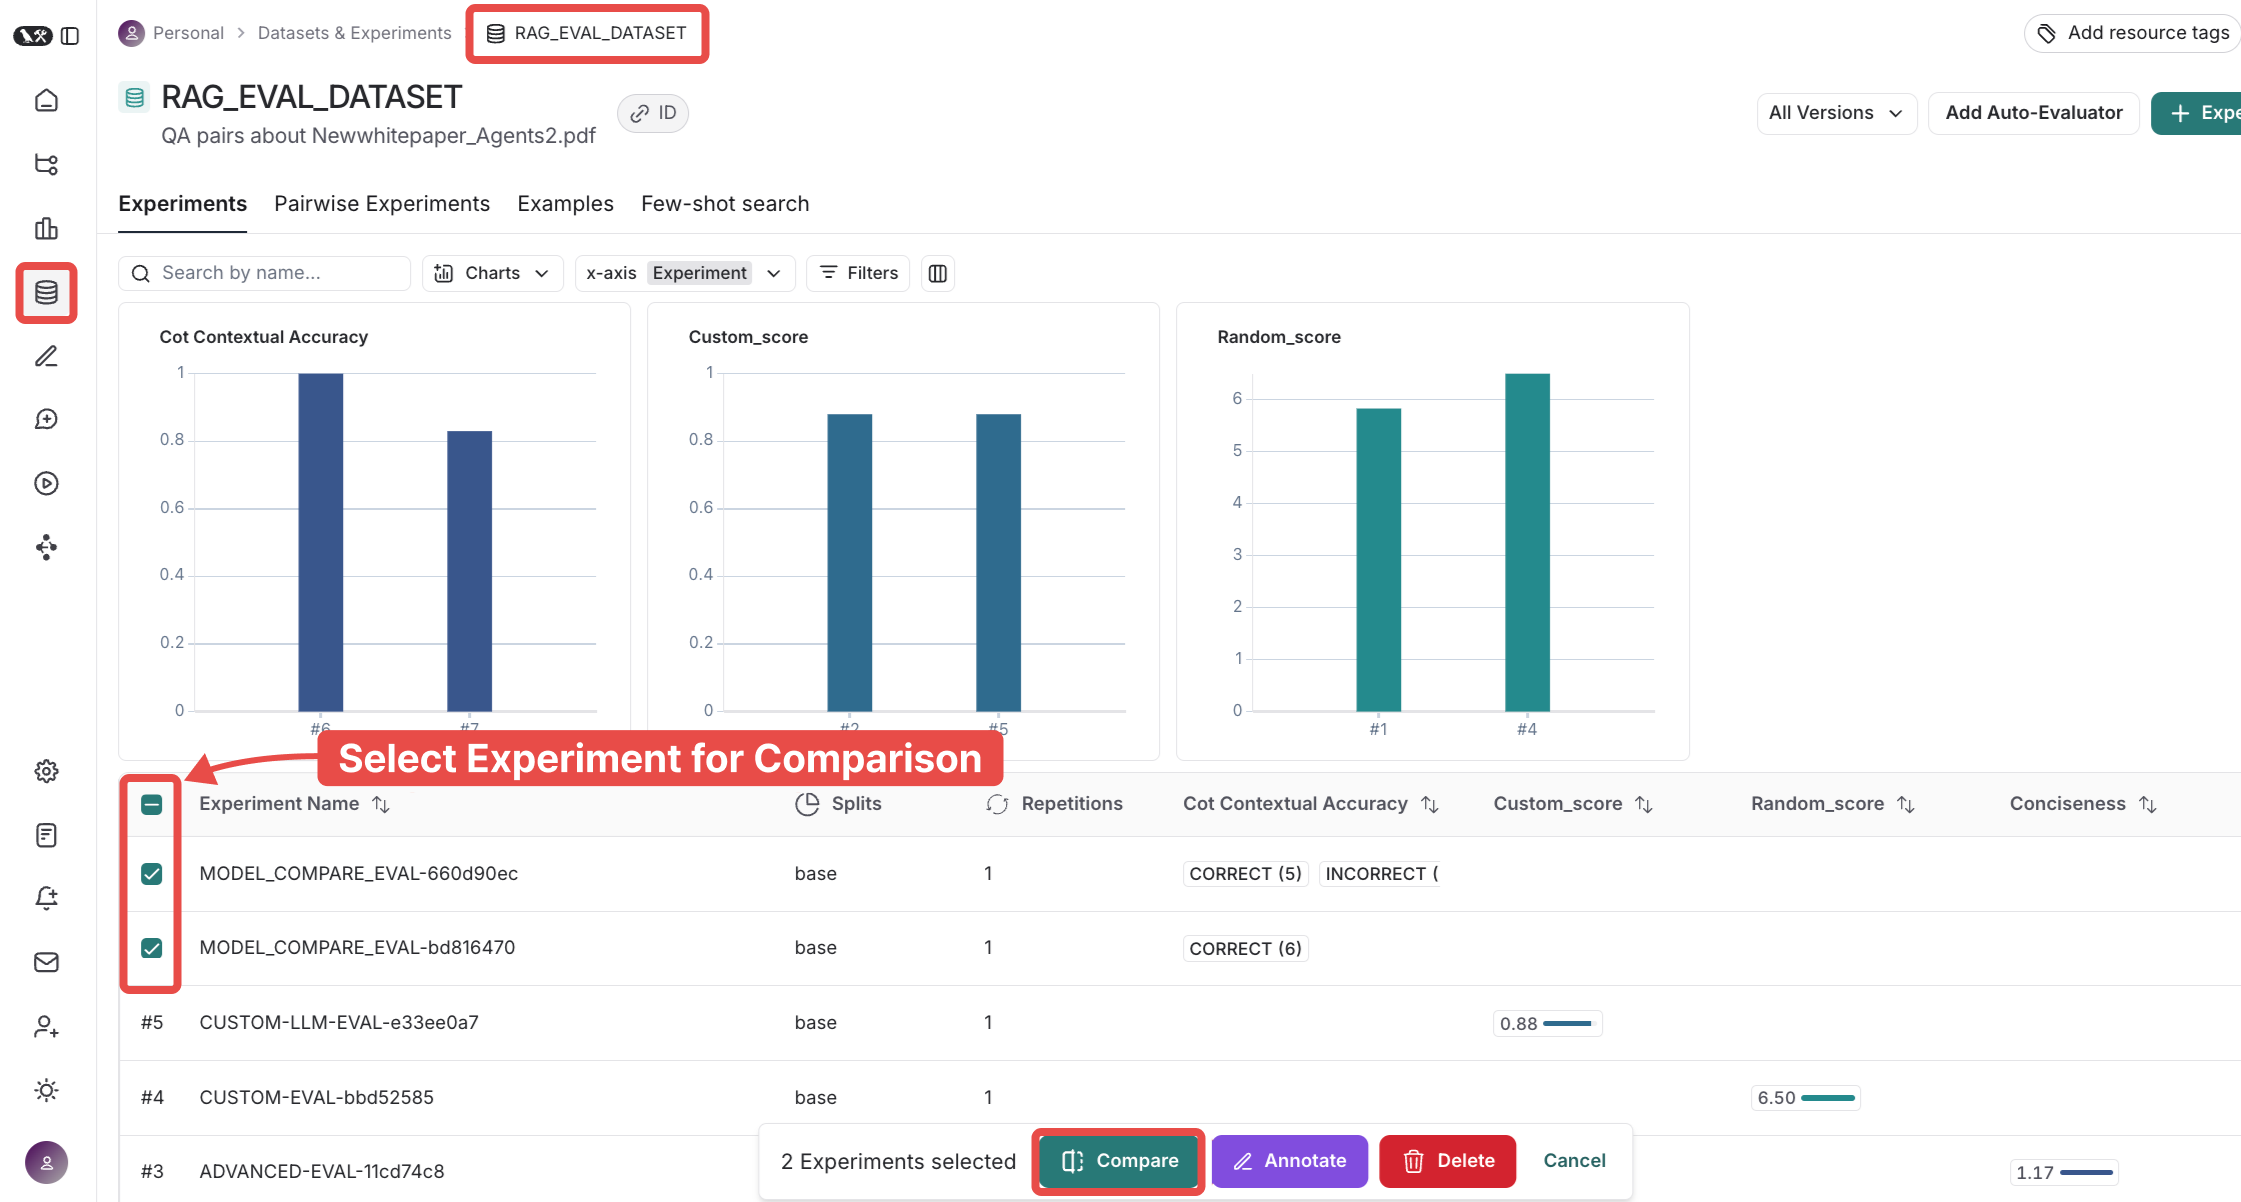 Personal > Datasets & Experiments RAG_EVAL_DATASET
Add resource tags
RAG_EVAL_DATASET
QA pairs about Newwhitepaper_Agents2.pdf
ID
All Versions
Add Auto-Evaluator
+ Expe
Experiments Pairwise Experiments Examples Few-shot search
Search by name...
Charts
x-axis Experiment
Filters
Cot Contextual Accuracy
1
0.8
0.6
0.4
0.2
0
#6 #7
Custom_score
1
0.8
0.6
0.4
0.2
0
#2 #5
Random_score
6
5
4
3
2
1
0
#1 #4
Select Experiment for Comparison
Experiment Name Splits Repetitions Cot Contextual Accuracy Custom_score Random_score Conciseness
MODEL_COMPARE_EVAL-660d90ec base 1 CORRECT (5) INCORRECT (
MODEL_COMPARE_EVAL-bd816470 base 1 CORRECT (6)
#5 CUSTOM-LLM-EVAL-e33ee0a7 base 1 0.88
#4 CUSTOM-EVAL-bbd52585 base 1 6.50
#3 ADVANCED-EVAL-11cd74c8 1.17
2 Experiments selected Compare Annotate Delete Cancel